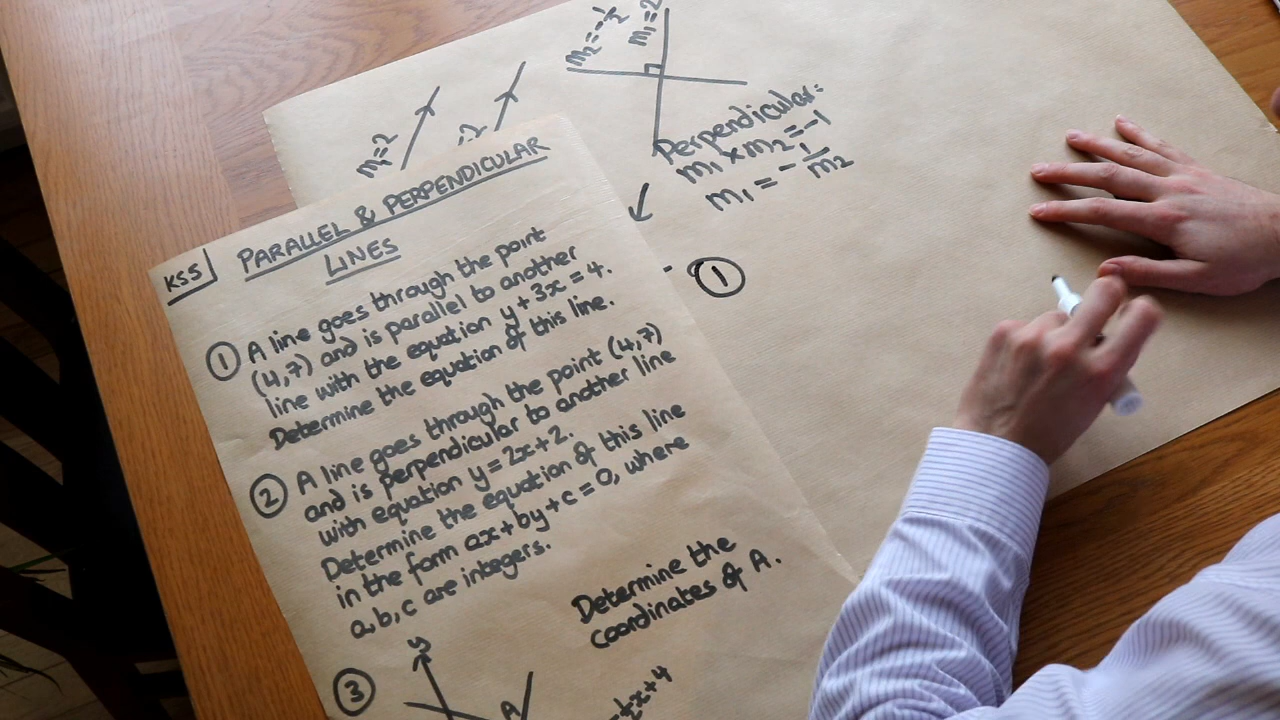 m₂=-½
m₁=2
m=2
Perpendicular:
m₁×m₂=-1
m₁=-1/m₂
①
KS5
PARALLEL & PERPENDICULAR
LINES
① A line goes through the point
(4,7) and is parallel to another
line with the equation y+3x=4.
Determine the equation of this line.
② A line goes through the point (4,7)
and is perpendicular to another line
with equation y=2x+2.
Determine the equation of this line
in the form ax+by+c=0, where
a,b,c are integers.
Determine the
coordinates of A.
③
y
A
x+4